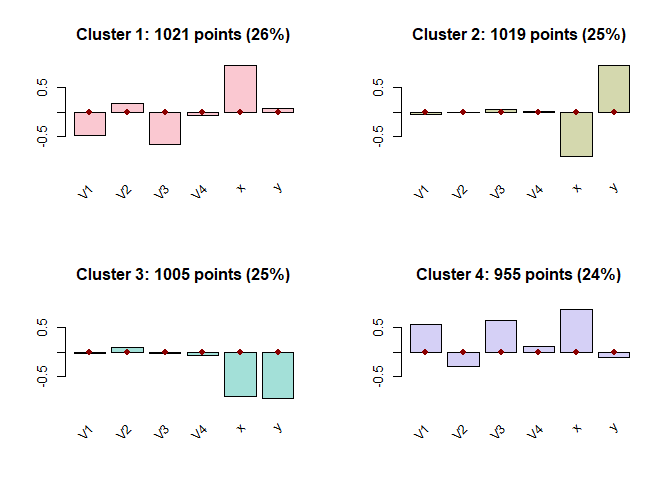 Cluster 1: 1021 points (26%)
0.5
-0.5
V1 V2 V3 V4 x y
Cluster 2: 1019 points (25%)
0.5
-0.5
V1 V2 V3 V4 x y
Cluster 3: 1005 points (25%)
0.5
-0.5
V1 V2 V3 V4 x y
Cluster 4: 955 points (24%)
0.5
-0.5
V1 V2 V3 V4 x y